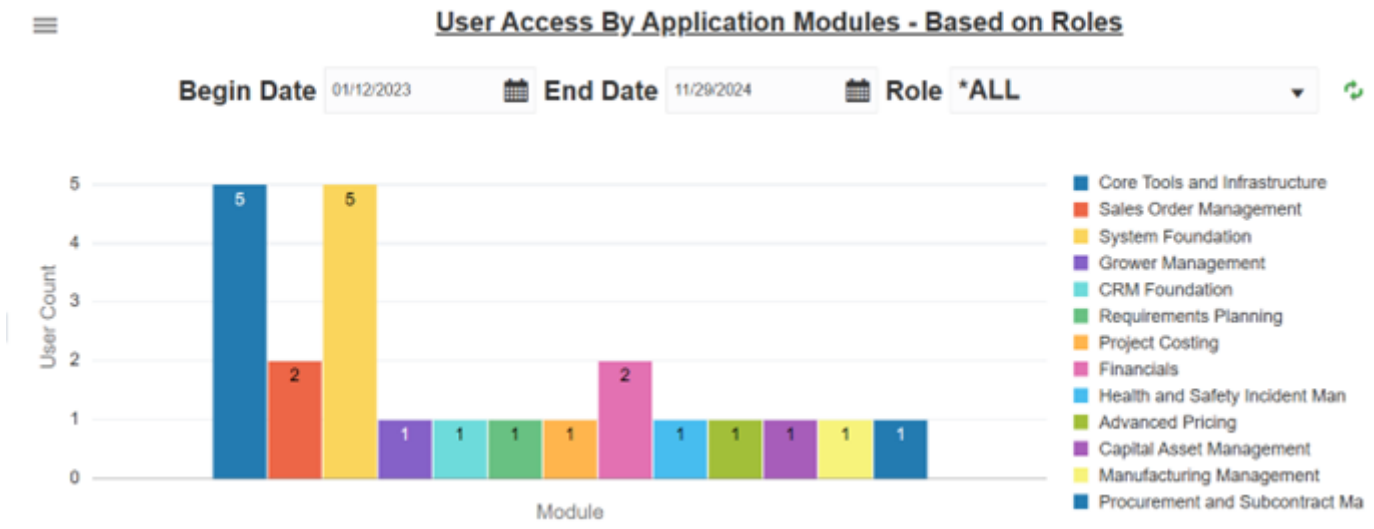 User Access By Application Modules - Based on Roles
Begin Date 01/12/2023 End Date 11/29/2024 Role *ALL
5
4
3
2
1
0
User Count
5
2
5
1
1
1
1
2
1
1
1
1
1
Module
Core Tools and Infrastructure
Sales Order Management
System Foundation
Grower Management
CRM Foundation
Requirements Planning
Project Costing
Financials
Health and Safety Incident Man
Advanced Pricing
Capital Asset Management
Manufacturing Management
Procurement and Subcontract Ma